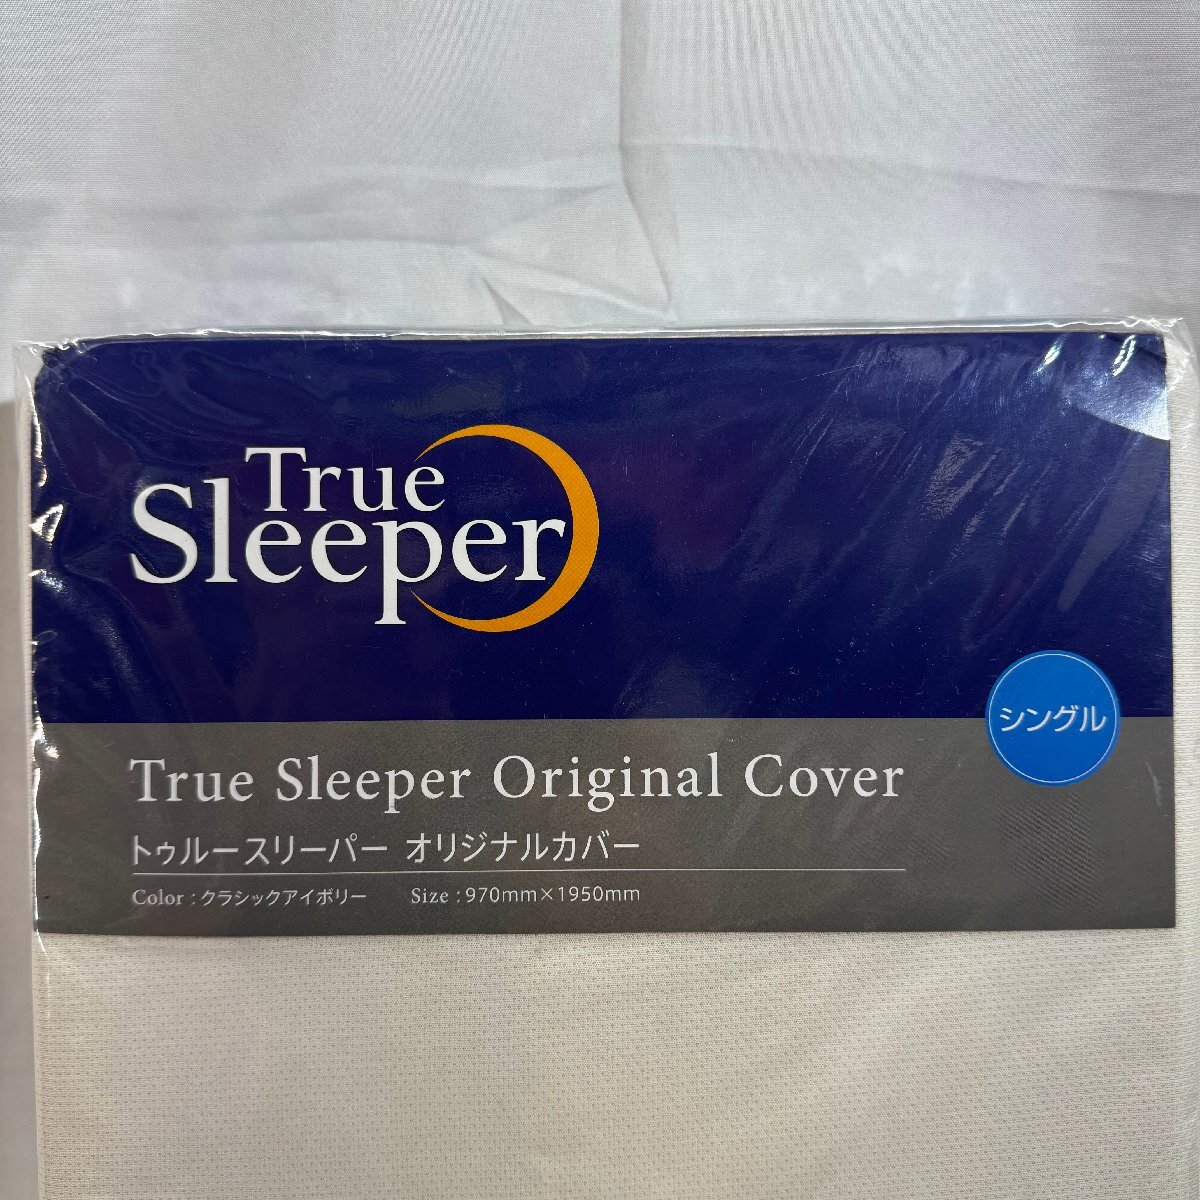 True
Sleeper
シングル
True Sleeper Original Cover
トゥルースリーパー オリジナルカバー
Color : クラシックアイボリー Size : 970mm×1950mm